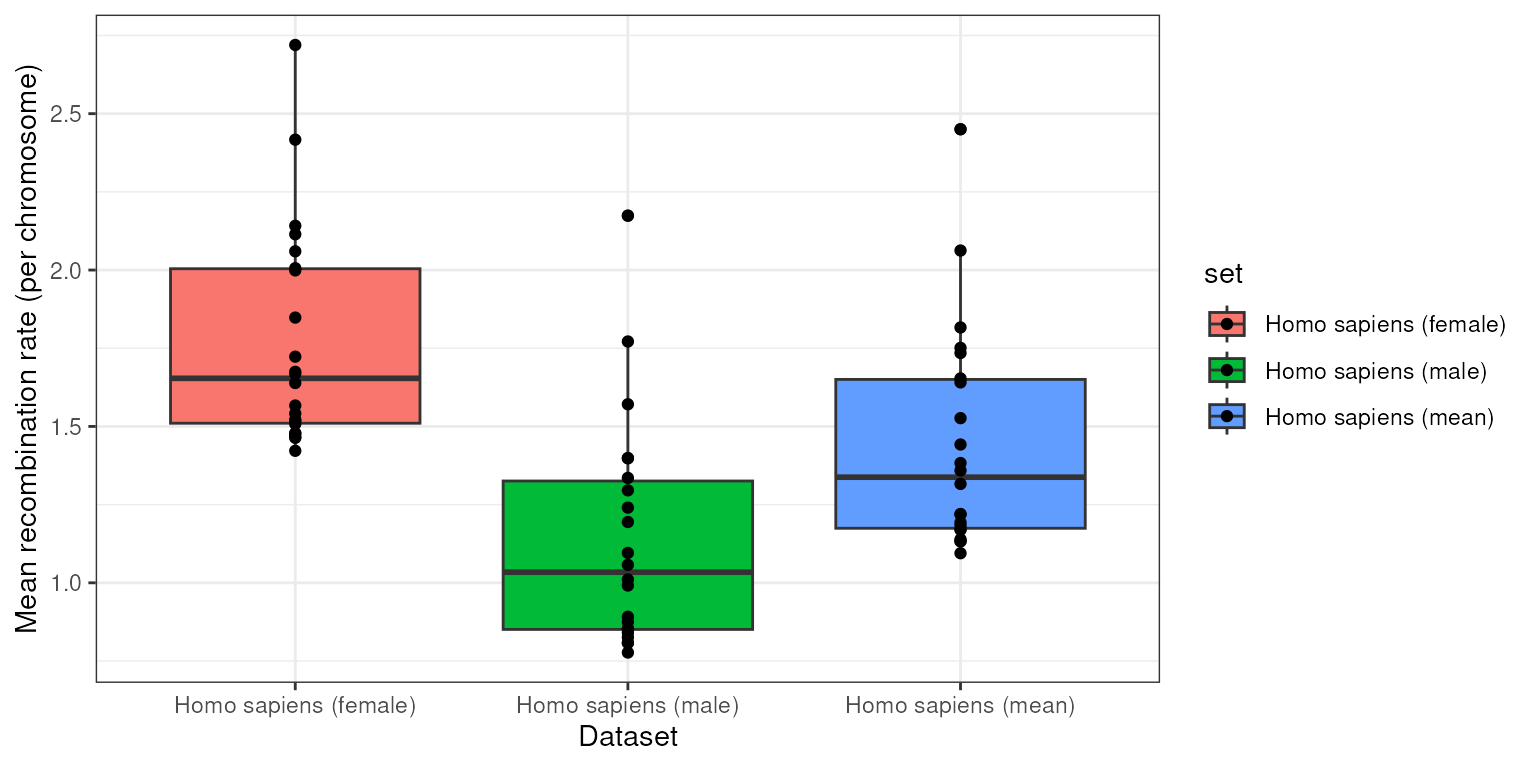 Mean recombination rate (per chromosome)
2.5
2.0
1.5
1.0
Homo sapiens (female)
Homo sapiens (male)
Homo sapiens (mean)
Dataset
set
Homo sapiens (female)
Homo sapiens (male)
Homo sapiens (mean)